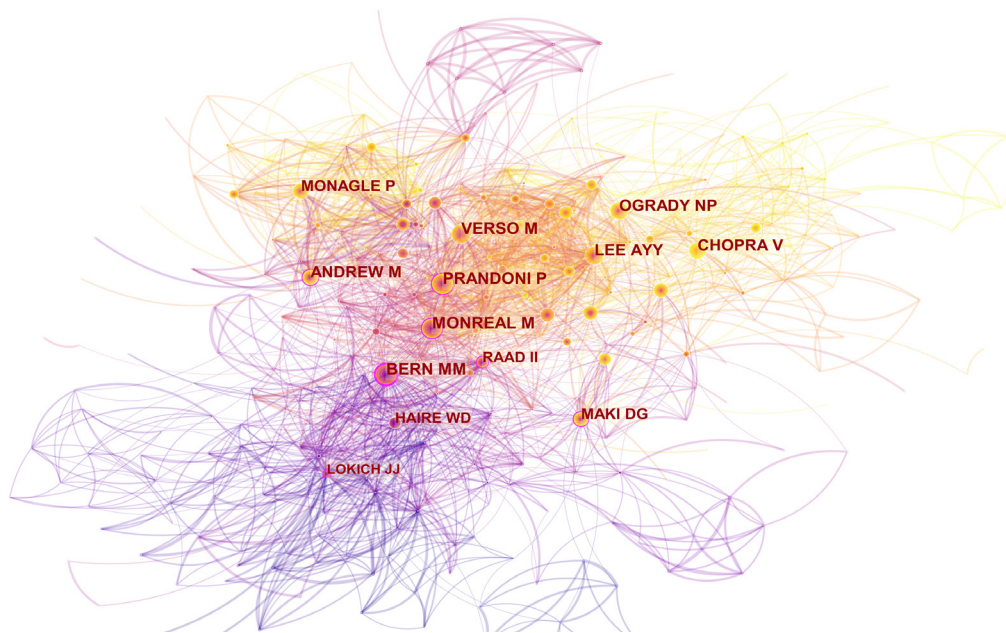 MONAGLE P
OGRADY NP
VERSO M
CHOPRA V
LEE AYY
ANDREW M
PRANDONI P
MONREAL M
RAAD II
BERN MM
HAIRE WD
MAKI DG
LOKICH JJ